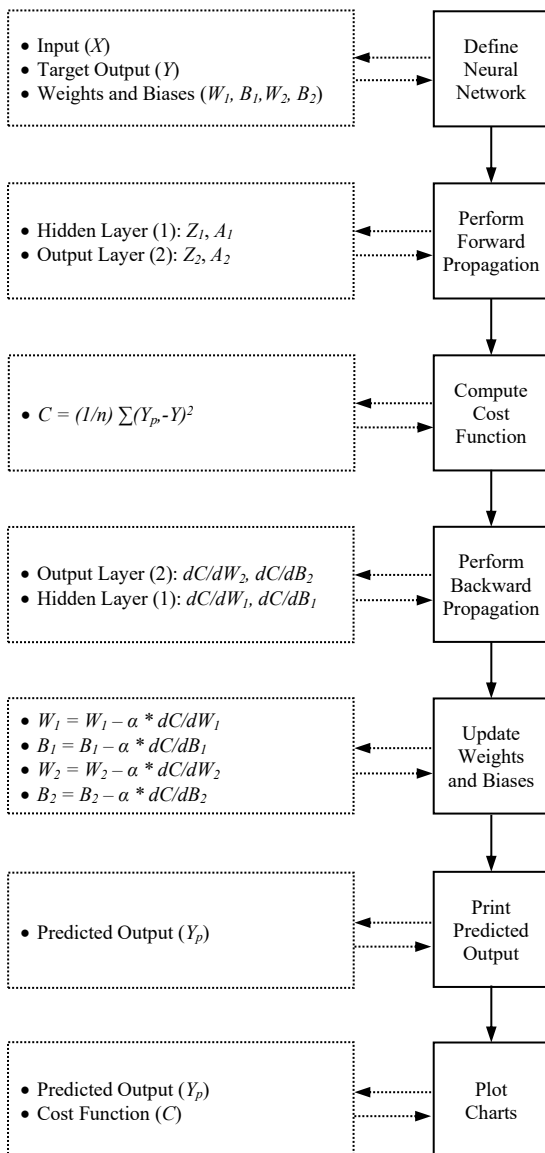 • Input (X)
• Target Output (Y)
• Weights and Biases (W₁, B₁,W₂, B₂)
Define
Neural
Network
• Hidden Layer (1): Z₁, A₁
• Output Layer (2): Z₂, A₂
Perform
Forward
Propagation
• C = (1/n) ∑(Yₚ,-Y)²
Compute
Cost
Function
• Output Layer (2): dC/dW₂, dC/dB₂
• Hidden Layer (1): dC/dW₁, dC/dB₁
Perform
Backward
Propagation
• W₁ = W₁ – α * dC/dW₁
• B₁ = B₁ – α * dC/dB₁
• W₂ = W₂ – α * dC/dW₂
• B₂ = B₂ – α * dC/dB₂
Update
Weights
and Biases
• Predicted Output (Yₚ)
Print
Predicted
Output
• Predicted Output (Yₚ)
• Cost Function (C)
Plot
Charts